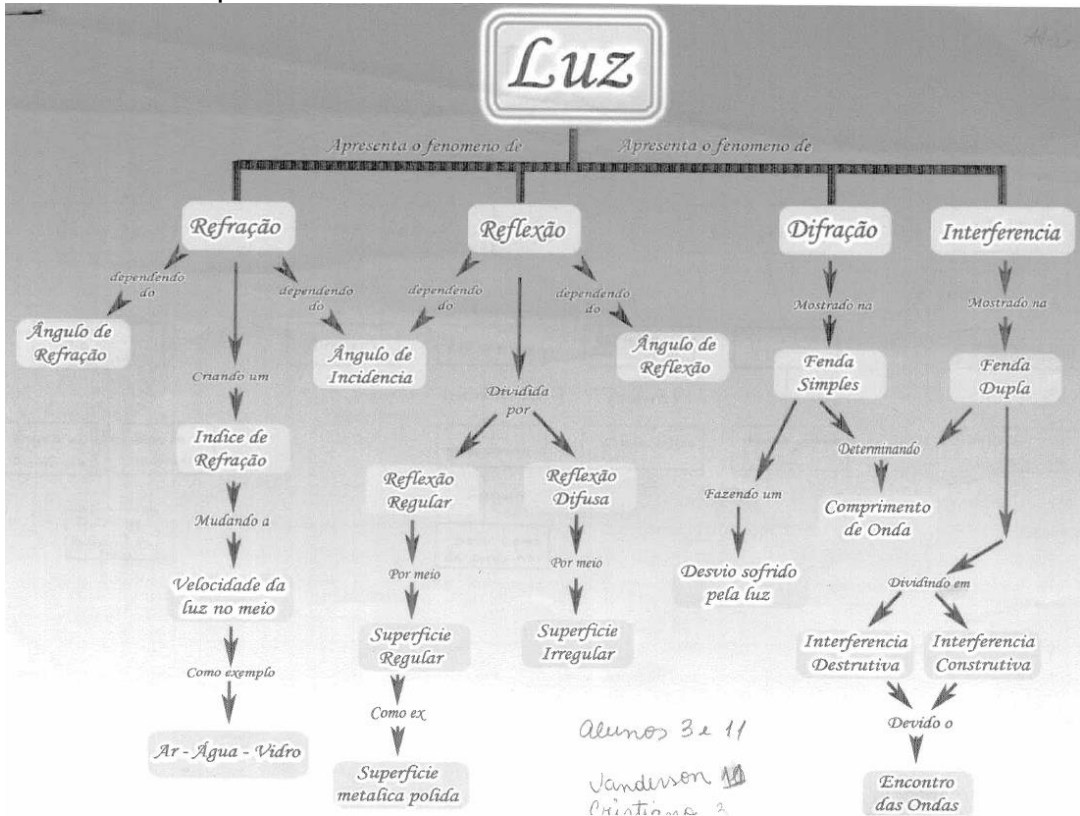 Luz
Apresenta o fenomeno de
Apresenta o fenomeno de
Refração
Reflexão
Difração
Interferencia
dependendo
do
dependendo
do
dependendo
do
dependendo
do
Mostrado na
Mostrado na
Ângulo de
Refração
Ângulo de
Incidencia
Ângulo de
Reflexão
Fenda
Simples
Fenda
Dupla
Criando um
Dividida
por
Indice de
Refração
Reflexão
Regular
Reflexão
Difusa
Determinando
Fazendo um
Comprimento
de Onda
Mudando a
Por meio
Por meio
Desvio sofrido
pela luz
Dividindo em
Velocidade da
luz no meio
Superficie
Regular
Superficie
Irregular
Interferencia
Destrutiva
Interferencia
Construtiva
Como exemplo
Como ex
Devido o
Ar - Água - Vidro
Superficie
metalica polida
Encontro
das Ondas
alunos 3 e 11
Vanderson
Cristiano